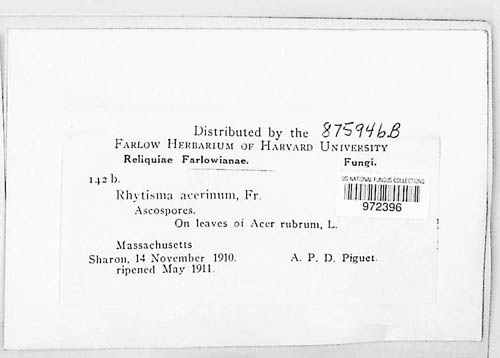 Distributed by the 875946B
FARLOW HERBARIUM OF HARVARD UNIVERSITY
Reliquiae Farlowianae. Fungi.
142 b.
US NATIONAL FUNGUS COLLECTIONS
972396
Rhytisma acerinum, Fr.
Ascospores.
On leaves of Acer rubrum, L.
Massachusetts
Sharon, 14 November 1910. A. P. D. Piguet.
ripened May 1911.